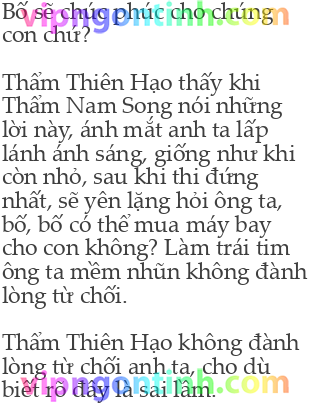 Bố sẽ chúc phúc cho chúng
con chứ?
Thẩm Thiên Hạo thấy khi
Thẩm Nam Song nói những
lời này, ánh mắt anh ta lấp
lánh ánh sáng, giống như khi
còn nhỏ, sau khi thi đứng
nhất, sẽ yên lặng hỏi ông ta,
bố, bố có thể mua máy bay
cho con không? Làm trái tim
ông ta mềm nhũn không đành
lòng từ chối.
Thẩm Thiên Hạo không đành
lòng từ chối anh ta, cho dù
biết rõ đây là sai lầm.
vipngontinh.com
vipngontinh.com